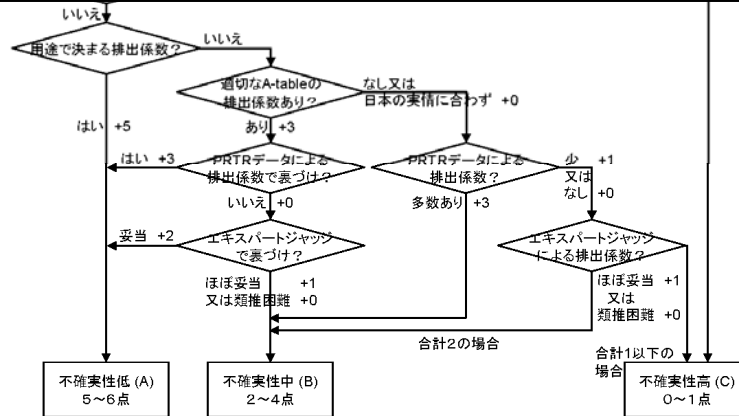 いいえ
用途で決まる排出係数？
いいえ
適切なA-tableの
排出係数あり？
なし又は
日本の実情に合わず +0
はい +5
あり +3
はい +3
PRTRデータによる
排出係数で裏づけ？
PRTRデータによる
排出係数？
少 +1
又は
なし +0
いいえ +0
多数あり +3
妥当 +2
エキスパートジャッジ
で裏づけ？
エキスパートジャッジ
による排出係数？
ほぼ妥当 +1
又は類推困難 +0
ほぼ妥当 +1
又は
類推困難 +0
合計2の場合
合計1以下の
場合
不確実性低 (A)
5～6点
不確実性中 (B)
2～4点
不確実性高 (C)
0～1点